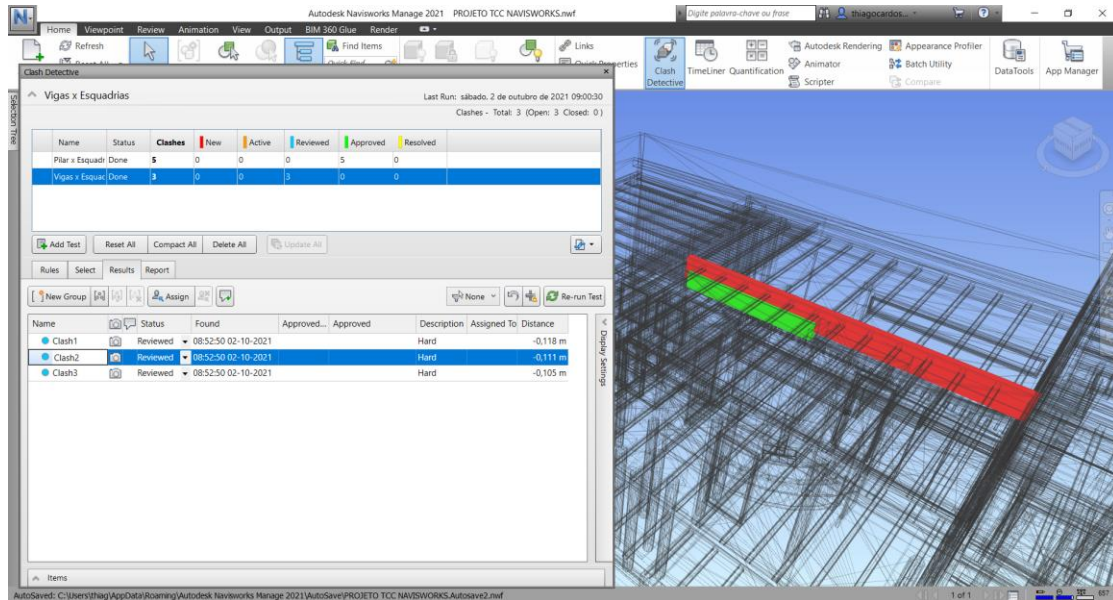 Autodesk Navisworks Manage 2021 PROJETO TCC NAVISWORKS.nwf
Digite palavra-chave ou frase
thiagocardos...
Home Viewpoint Review Animation View Output BIM 360 Glue Render
Refresh
Find Items
Links
Autodesk Rendering
Appearance Profiler
Clash Detective
TimeLiner
Quantification
Animator
Batch Utility
DataTools
App Manager
Scripter
Compare
Clash Detective
Selection Tree
Vigas x Esquadrias
Last Run: sábado, 2 de outubro de 2021 09:00:30
Clashes - Total: 3 (Open: 3 Closed: 0)
Name Status Clashes New Active Reviewed Approved Resolved
Pilar x Esquadr Done 5 0 0 0 5 0
Vigas x Esquac Done 3 0 0 3 0 0
Add Test Reset All Compact All Delete All Update All
Rules Select Results Report
New Group Assign None Re-run Test
Name Status Found Approved... Approved Description Assigned To Distance
Clash1 Reviewed 08:52:50 02-10-2021 Hard -0,118 m
Clash2 Reviewed 08:52:50 02-10-2021 Hard -0,111 m
Clash3 Reviewed 08:52:50 02-10-2021 Hard -0,105 m
Display Settings
Items
AutoSaved: C:\Users\thiag\AppData\Roaming\Autodesk Navisworks Manage 2021\AutoSave\PROJETO TCC NAVISWORKS.Autosave2.nwf
1 of 1
657